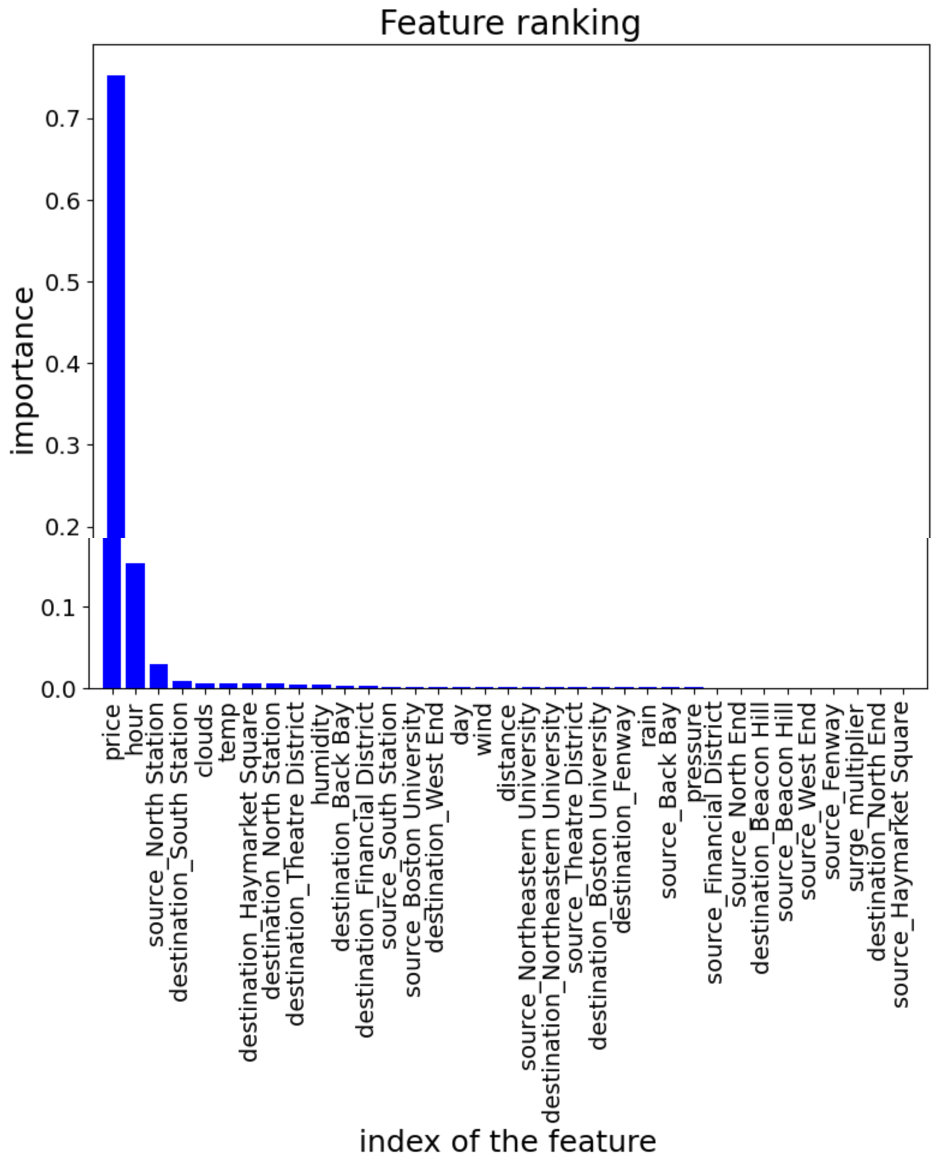 Feature ranking
importance
0.7
0.6
0.5
0.4
0.3
0.2
0.1
0.0
price
hour
source_North Station
destination_South Station
clouds
temp
destination_Haymarket Square
destination_North Station
destination_Theatre District
humidity
destination_Back Bay
destination_Financial District
source_South Station
source_Boston University
destination_West End
day
wind
distance
source_Northeastern University
destination_Northeastern University
source_Theatre District
destination_Boston University
destination_Fenway
rain
source_Back Bay
pressure
source_Financial District
source_North End
destination_Beacon Hill
source_Beacon Hill
source_West End
source_Fenway
surge_multiplier
destination_North End
source_Haymarket Square
index of the feature